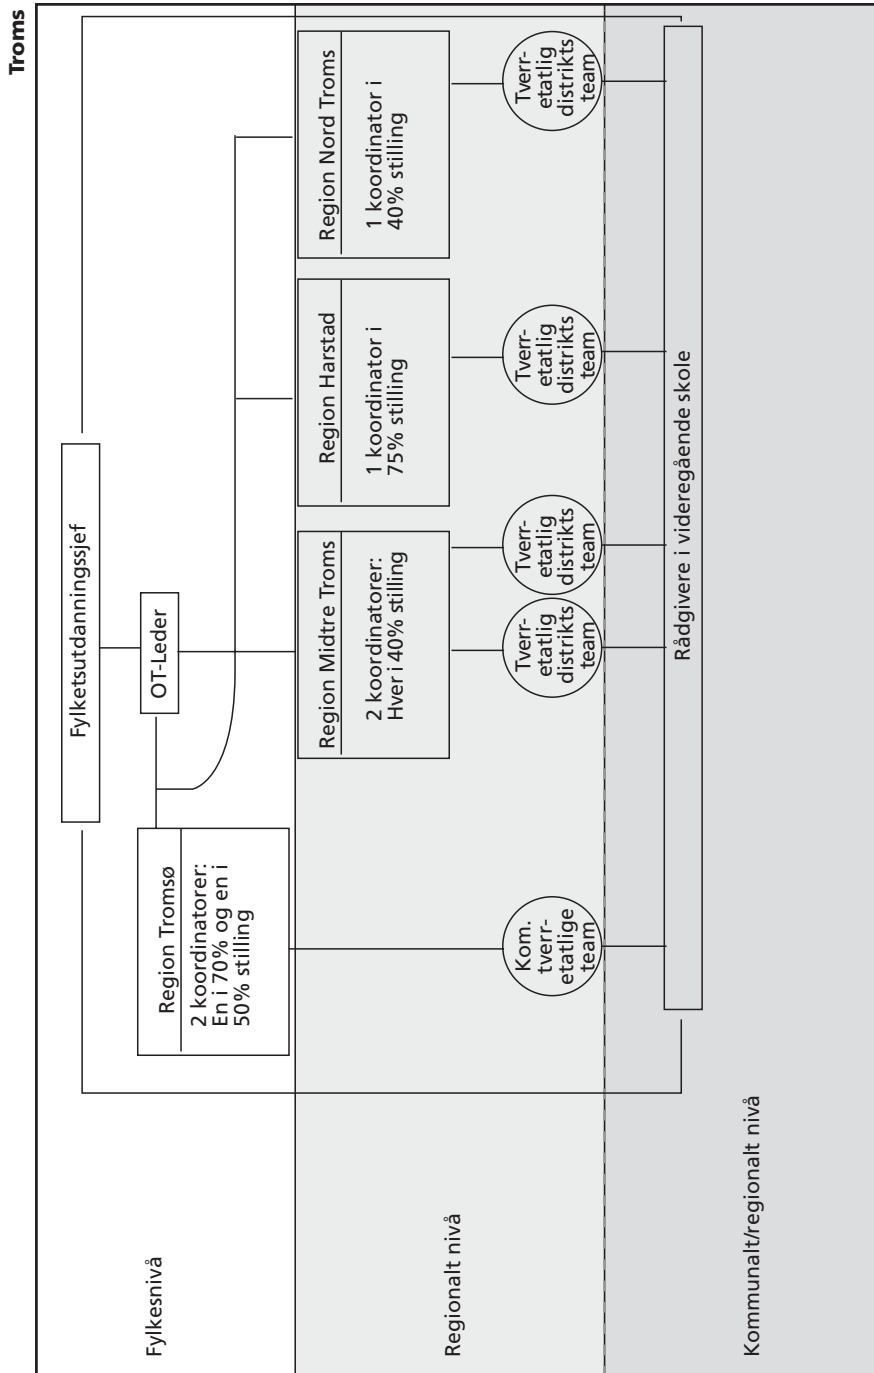 Troms
Fylkesnivå
Fylketsutdanningssjef
OT-Leder
Region Tromsø
2 koordinatorer:
En i 70% og en i
50% stilling
Regionalt nivå
Region Midtre Troms
2 koordinatorer:
Hver i 40% stilling
Region Harstad
1 koordinator i
75% stilling
Region Nord Troms
1 koordinator i
40% stilling
Kom.
tverr-
etatlige
team
Tverr-
etatlig
distrikts
team
Tverr-
etatlig
distrikts
team
Tverr-
etatlig
distrikts
team
Tverr-
etatlig
distrikts
team
Kommunalt/regionalt nivå
Rådgivere i videregående skole